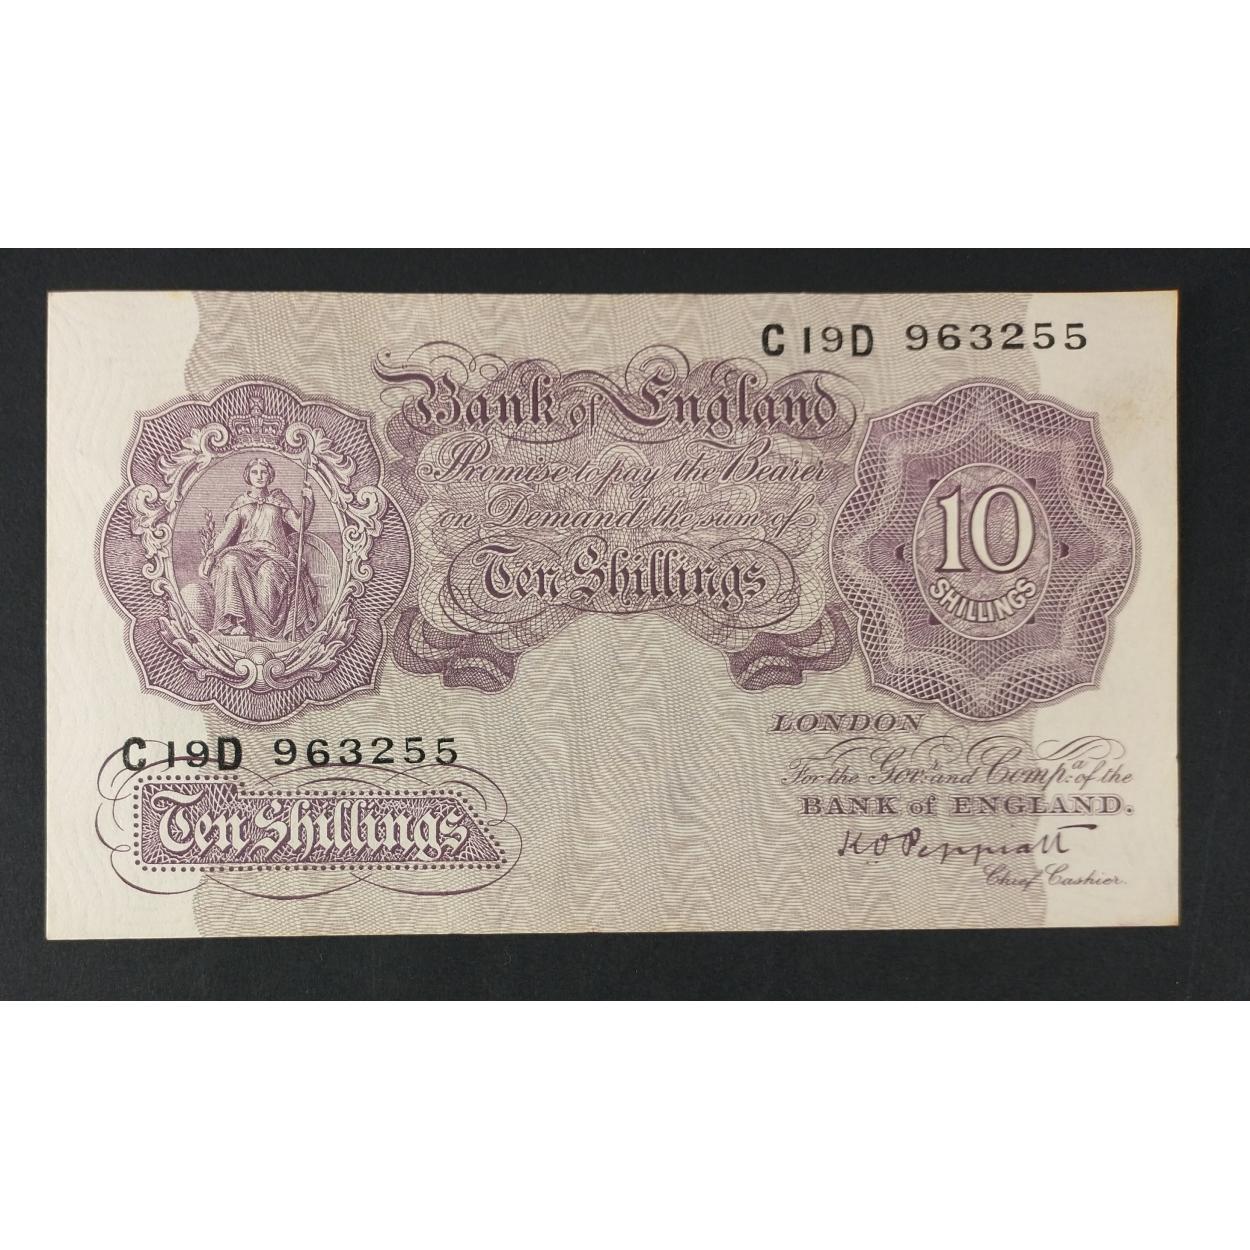 C19D 963255
Bank of England
Promise to pay the Bearer
on Demand the sum of
Ten Shillings
10
SHILLINGS
LONDON
For the Govr. and Compa. of the
BANK of ENGLAND.
K O Peppiatt
Chief Cashier.
C19D 963255
Ten Shillings